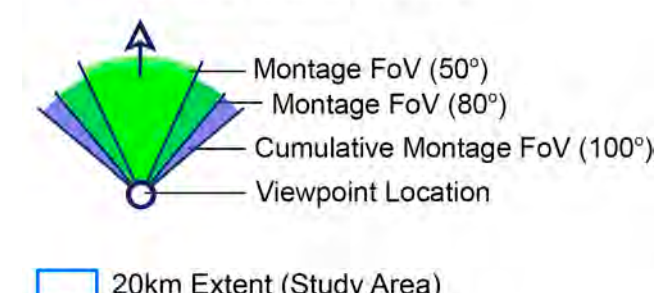 Montage FoV (50°)
Montage FoV (80°)
Cumulative Montage FoV (100°)
Viewpoint Location
20km Extent (Study Area)